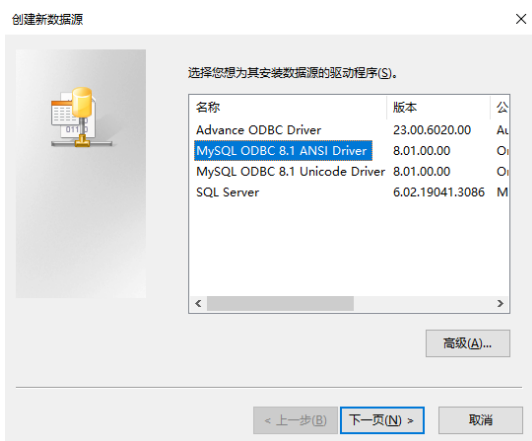 创建新数据源
选择您想为其安装数据源的驱动程序(S)。
名称 版本 公
Advance ODBC Driver 23.00.6020.00 Au
MySQL ODBC 8.1 ANSI Driver 8.01.00.00 Or
MySQL ODBC 8.1 Unicode Driver 8.01.00.00 Or
SQL Server 6.02.19041.3086 M
高级(A)...
< 上一步(B) 下一页(N) > 取消